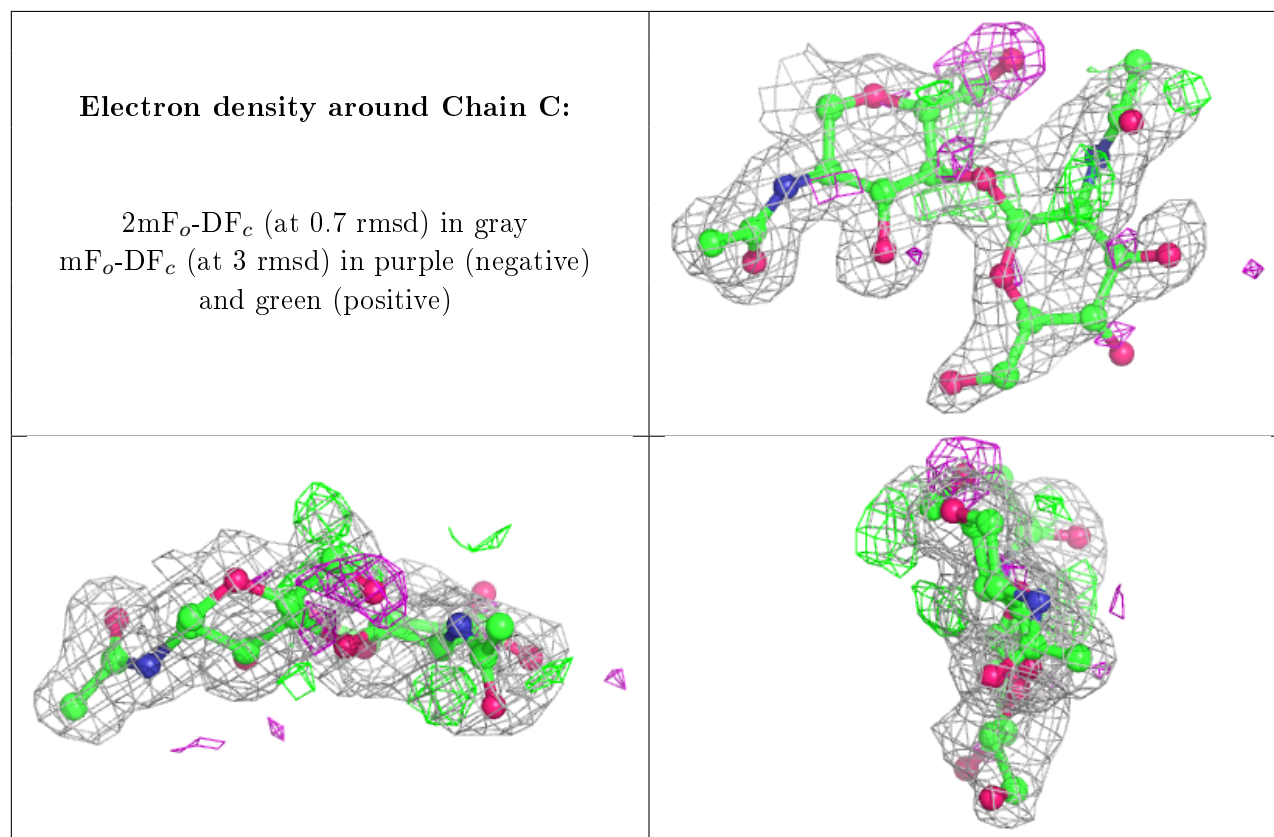 Electron density around Chain C:
2mFₒ-DF𝒸 (at 0.7 rmsd) in gray
mFₒ-DF𝒸 (at 3 rmsd) in purple (negative)
and green (positive)